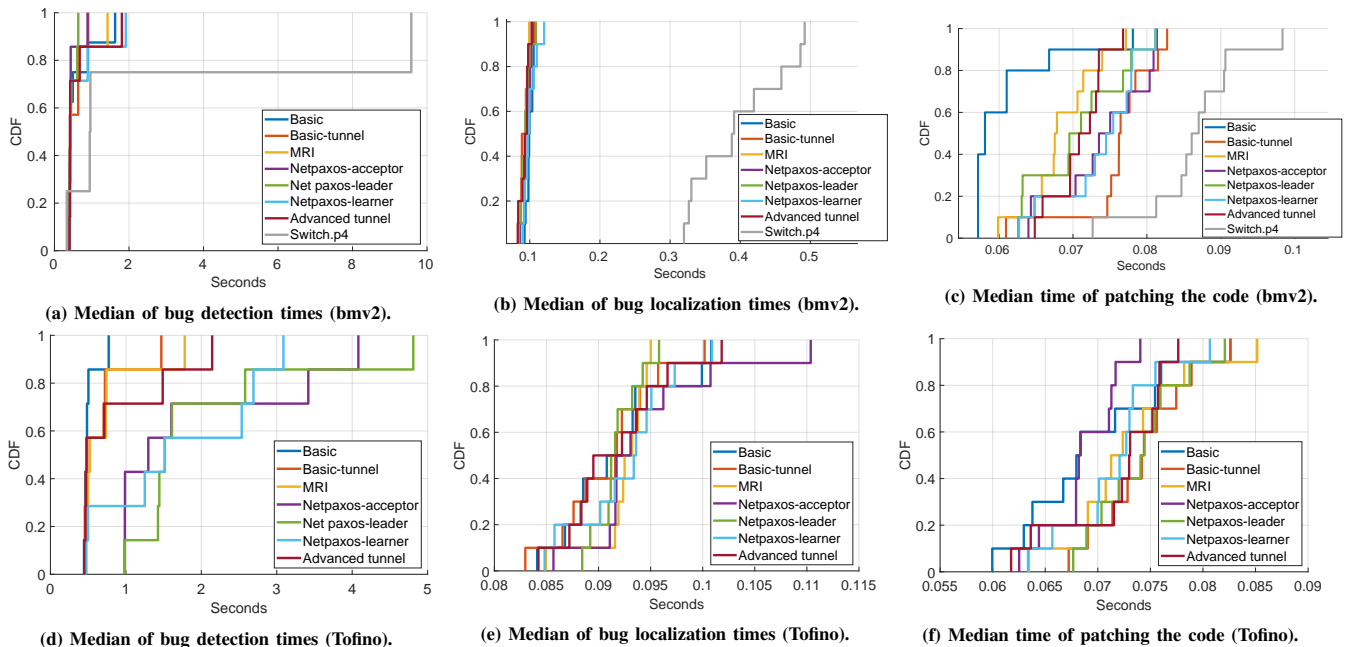 1
0.8
0.6
0.4
0.2
0
CDF
0 2 4 6 8 10
Seconds
Basic
Basic-tunnel
MRI
Netpaxos-acceptor
Net paxos-leader
Netpaxos-learner
Advanced tunnel
Switch.p4
(a) Median of bug detection times (bmv2).
1
0.8
0.6
0.4
0.2
CDF
0.1 0.2 0.3 0.4 0.5
Seconds
Basic
Basic-tunnel
MRI
Netpaxos-acceptor
Netpaxos-leader
Netpaxos-learner
Advanced tunnel
Switch.p4
(b) Median of bug localization times (bmv2).
1
0.8
0.6
0.4
0.2
0
CDF
0.06 0.07 0.08 0.09 0.1
Seconds
Basic
Basic-tunnel
MRI
Netpaxos-acceptor
Netpaxos-leader
Netpaxos-learner
Advanced tunnel
Switch.p4
(c) Median time of patching the code (bmv2).
1
0.8
0.6
0.4
0.2
0
CDF
0 1 2 3 4 5
Seconds
Basic
Basic-tunnel
MRI
Netpaxos-acceptor
Net paxos-leader
Netpaxos-learner
Advanced tunnel
(d) Median of bug detection times (Tofino).
1
0.8
0.6
0.4
0.2
0
CDF
0.08 0.085 0.09 0.095 0.1 0.105 0.11 0.115
Seconds
Basic
Basic-tunnel
MRI
Netpaxos-acceptor
Netpaxos-leader
Netpaxos-learner
Advanced tunnel
(e) Median of bug localization times (Tofino).
1
0.8
0.6
0.4
0.2
0
CDF
0.055 0.06 0.065 0.07 0.075 0.08 0.085 0.09
Seconds
Basic
Basic-tunnel
MRI
Netpaxos-acceptor
Netpaxos-leader
Netpaxos-learner
Advanced tunnel
(f) Median time of patching the code (Tofino).